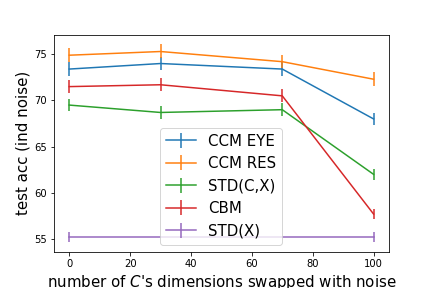 75
70
65
60
55
test acc (ind noise)
CCM EYE
CCM RES
STD(C,X)
CBM
STD(X)
0 20 40 60 80 100
number of C's dimensions swapped with noise